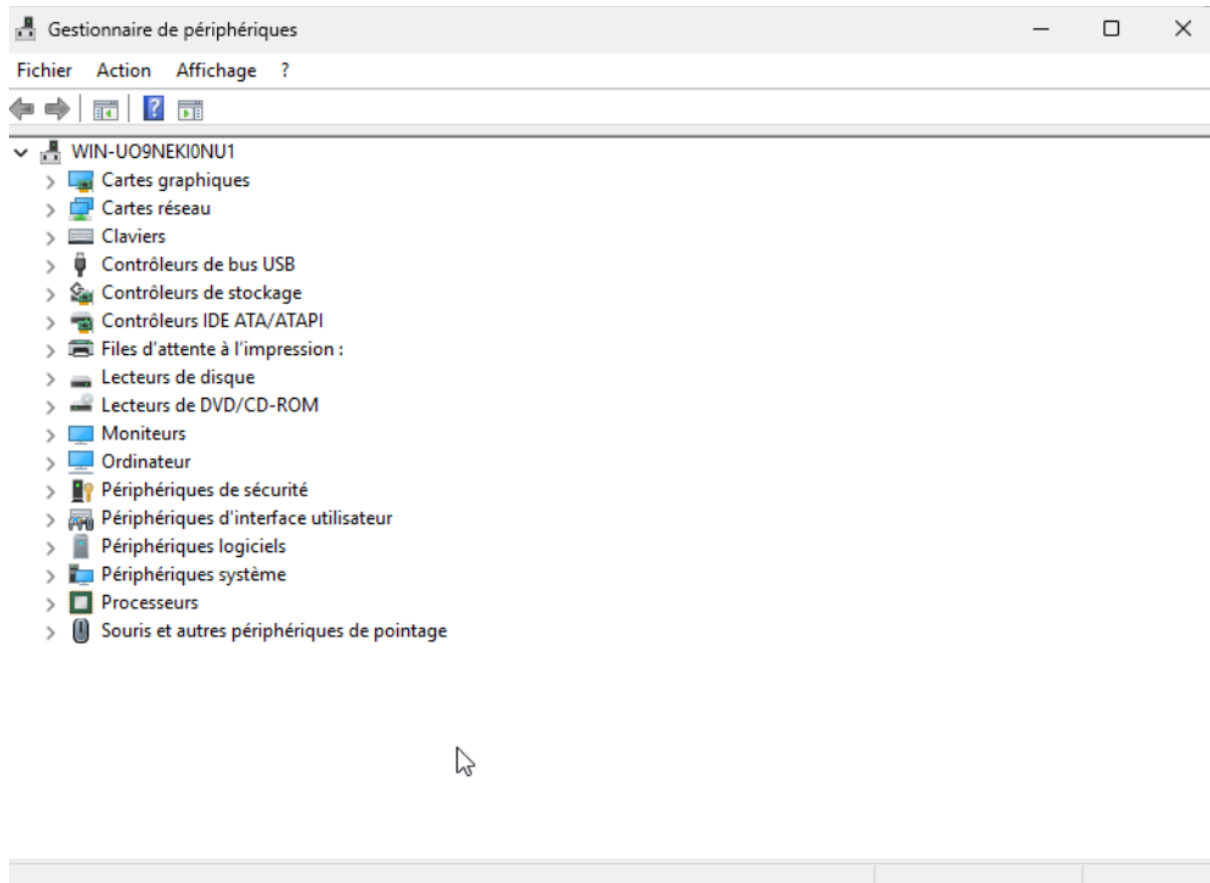 Gestionnaire de périphériques
Fichier Action Affichage ?
WIN-UO9NEKI0NU1
Cartes graphiques
Cartes réseau
Claviers
Contrôleurs de bus USB
Contrôleurs de stockage
Contrôleurs IDE ATA/ATAPI
Files d'attente à l'impression :
Lecteurs de disque
Lecteurs de DVD/CD-ROM
Moniteurs
Ordinateur
Périphériques de sécurité
Périphériques d'interface utilisateur
Périphériques logiciels
Périphériques système
Processeurs
Souris et autres périphériques de pointage